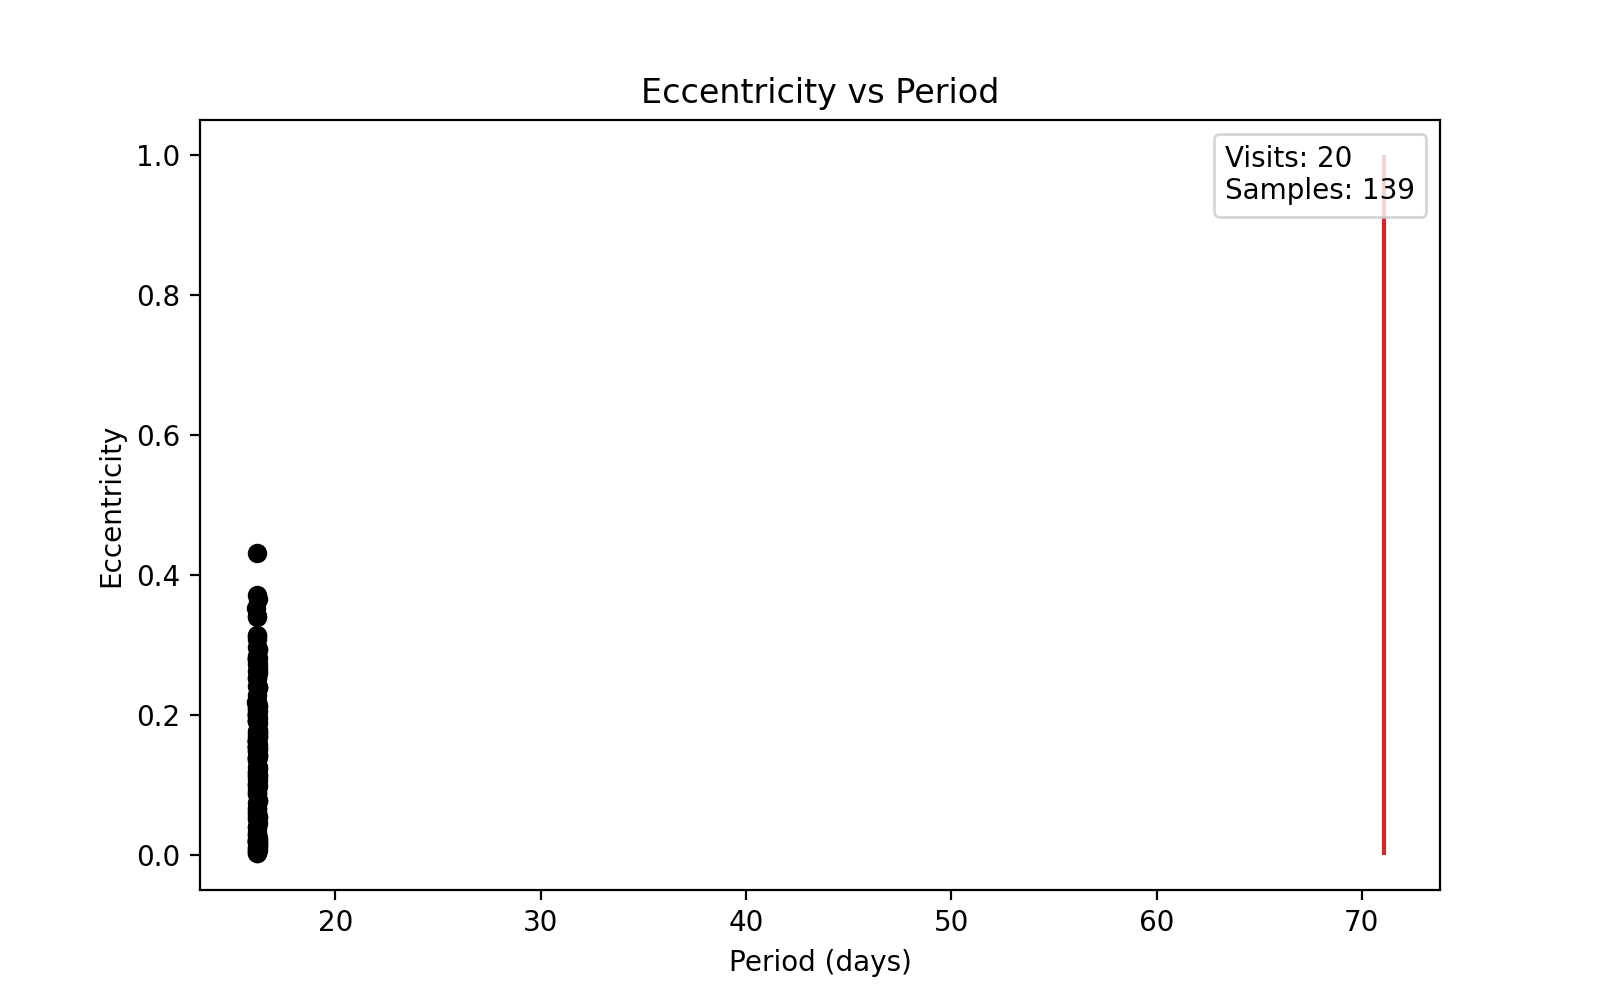 Eccentricity vs Period
Visits: 20
Samples: 139
1.0
0.8
0.6
0.4
0.2
0.0
Eccentricity
20 30 40 50 60 70
Period (days)